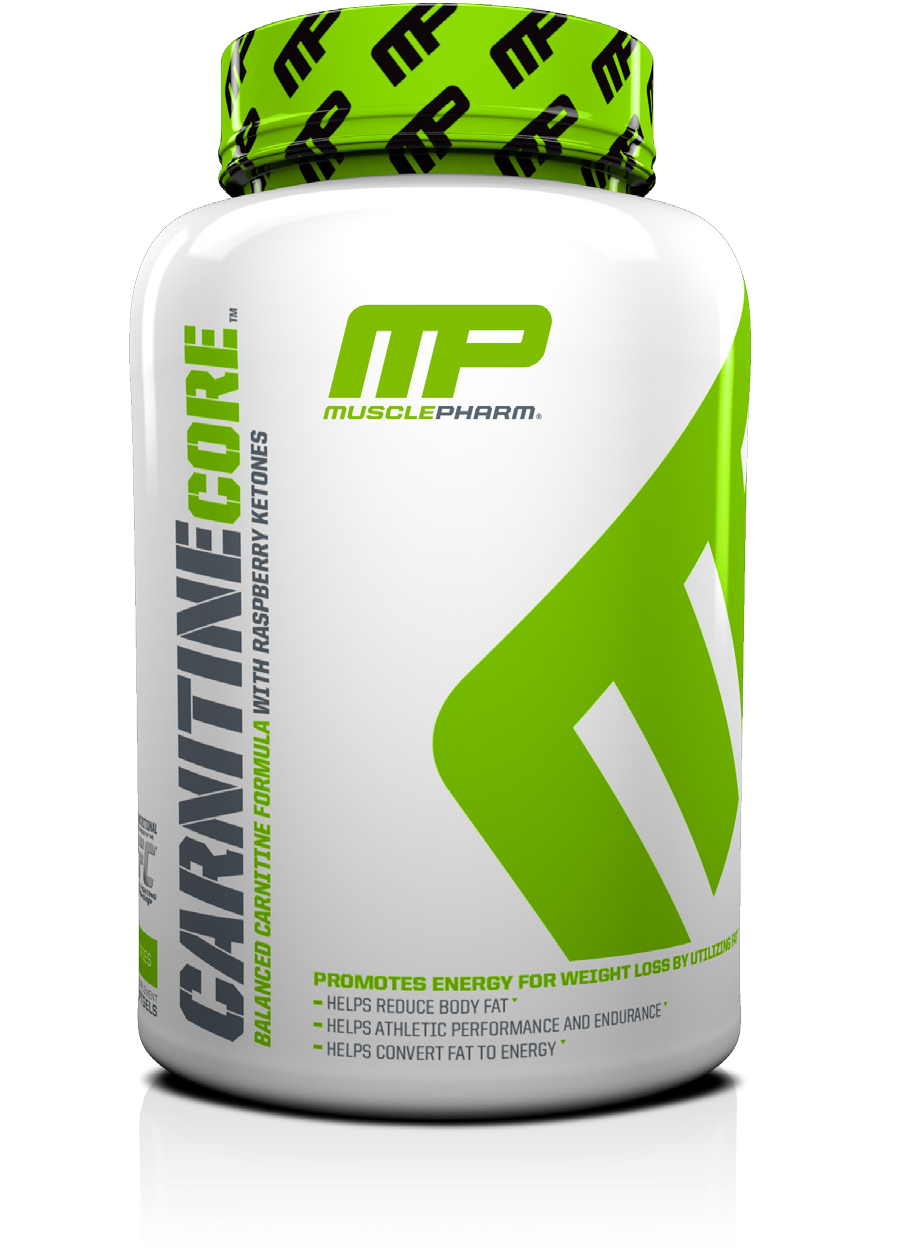 MP
MUSCLEPHARM®
CARNITINECORE™
BALANCED CARNITINE FORMULA WITH RASPBERRY KETONES
PROMOTES ENERGY FOR WEIGHT LOSS BY UTILIZING
- HELPS REDUCE BODY FAT
- HELPS ATHLETIC PERFORMANCE AND ENDURANCE
- HELPS CONVERT FAT TO ENERGY